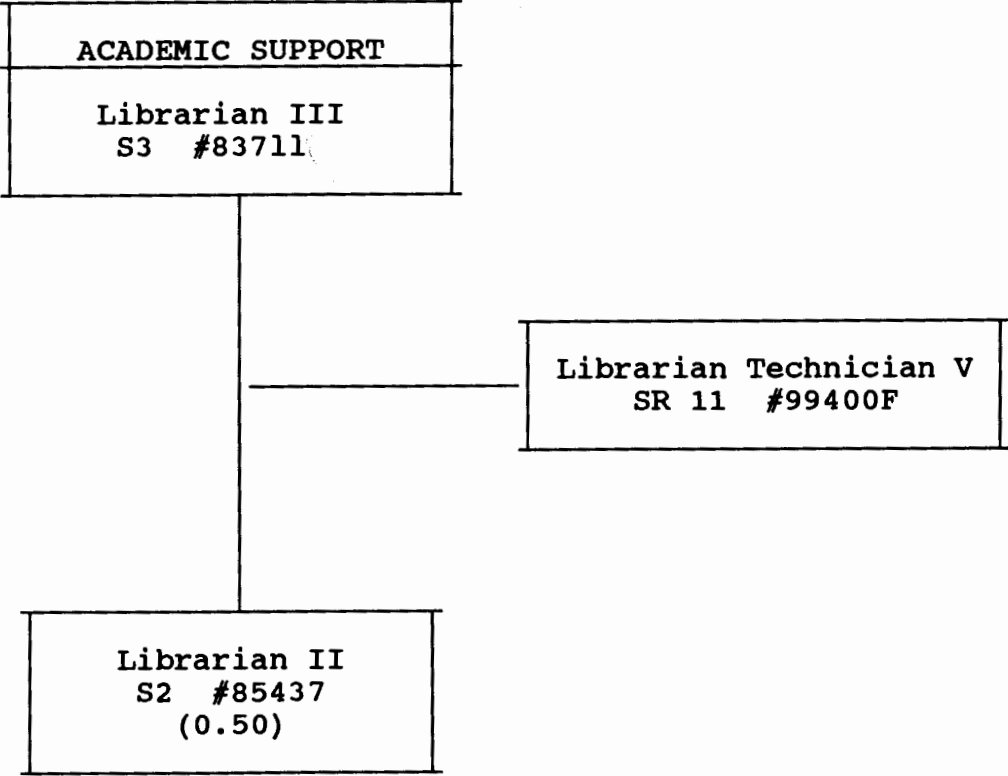 ACADEMIC SUPPORT
Librarian III
S3 #83711
Librarian Technician V
SR 11 #99400F
Librarian II
S2 #85437
(0.50)